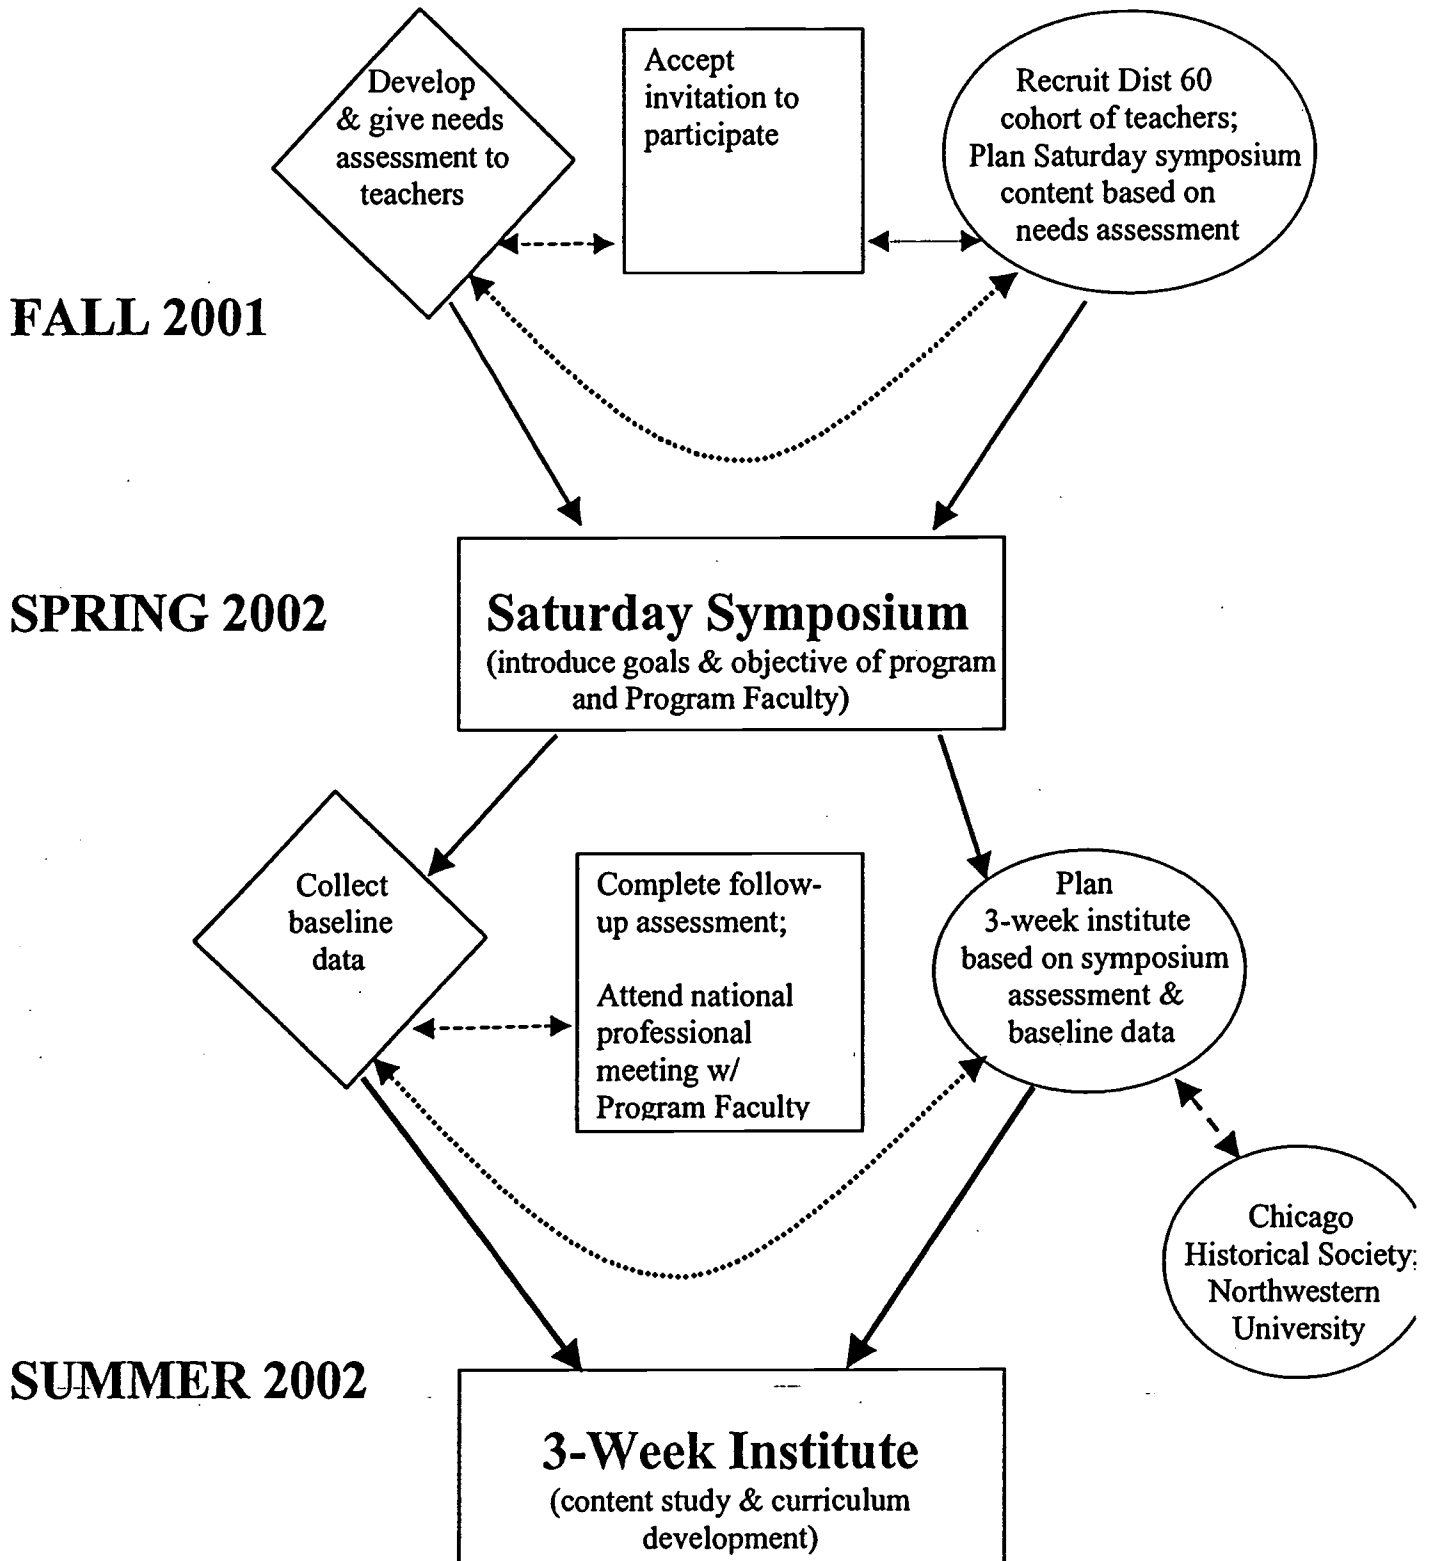 Develop
& give needs
assessment to
teachers
Accept
invitation to
participate
Recruit Dist 60
cohort of teachers;
Plan Saturday symposium
content based on
needs assessment
FALL 2001
SPRING 2002
Saturday Symposium
(introduce goals & objective of program
and Program Faculty)
Collect
baseline
data
Complete follow-
up assessment;
Attend national
professional
meeting w/
Program Faculty
Plan
3-week institute
based on symposium
assessment &
baseline data
Chicago
Historical Society;
Northwestern
University
SUMMER 2002
3-Week Institute
(content study & curriculum
development)